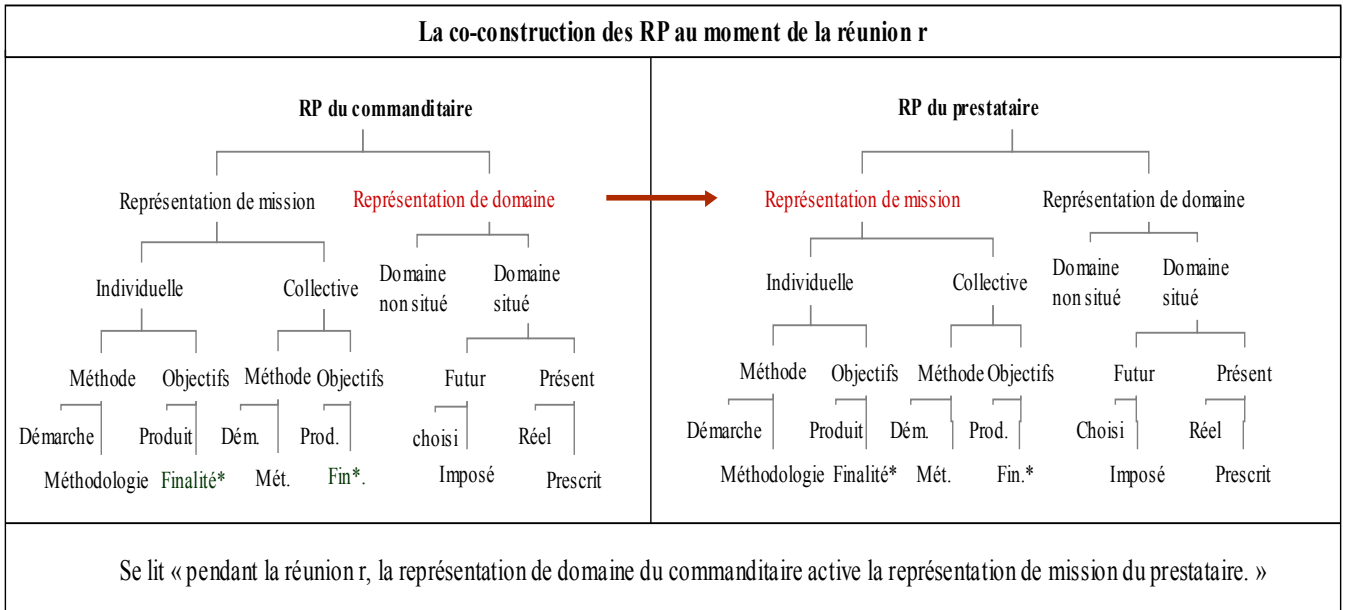 La co-construction des RP au moment de la réunion r
RP du commanditaire
Représentation de mission
Représentation de domaine
Individuelle
Collective
Domaine
non situé
Domaine
situé
Méthode
Objectifs
Méthode
Objectifs
Futur
Présent
Démarche
Produit
Dém.
Prod.
choisi
Réel
Méthodologie
Finalité*
Mét.
Fin*.
Imposé
Prescrit
RP du prestataire
Représentation de mission
Représentation de domaine
Individuelle
Collective
Domaine
non situé
Domaine
situé
Méthode
Objectifs
Méthode
Objectifs
Futur
Présent
Démarche
Produit
Dém.
Prod.
Choisi
Réel
Méthodologie
Finalité*
Mét.
Fin.*
Imposé
Prescrit
Se lit « pendant la réunion r, la représentation de domaine du commanditaire active la représentation de mission du prestataire. »